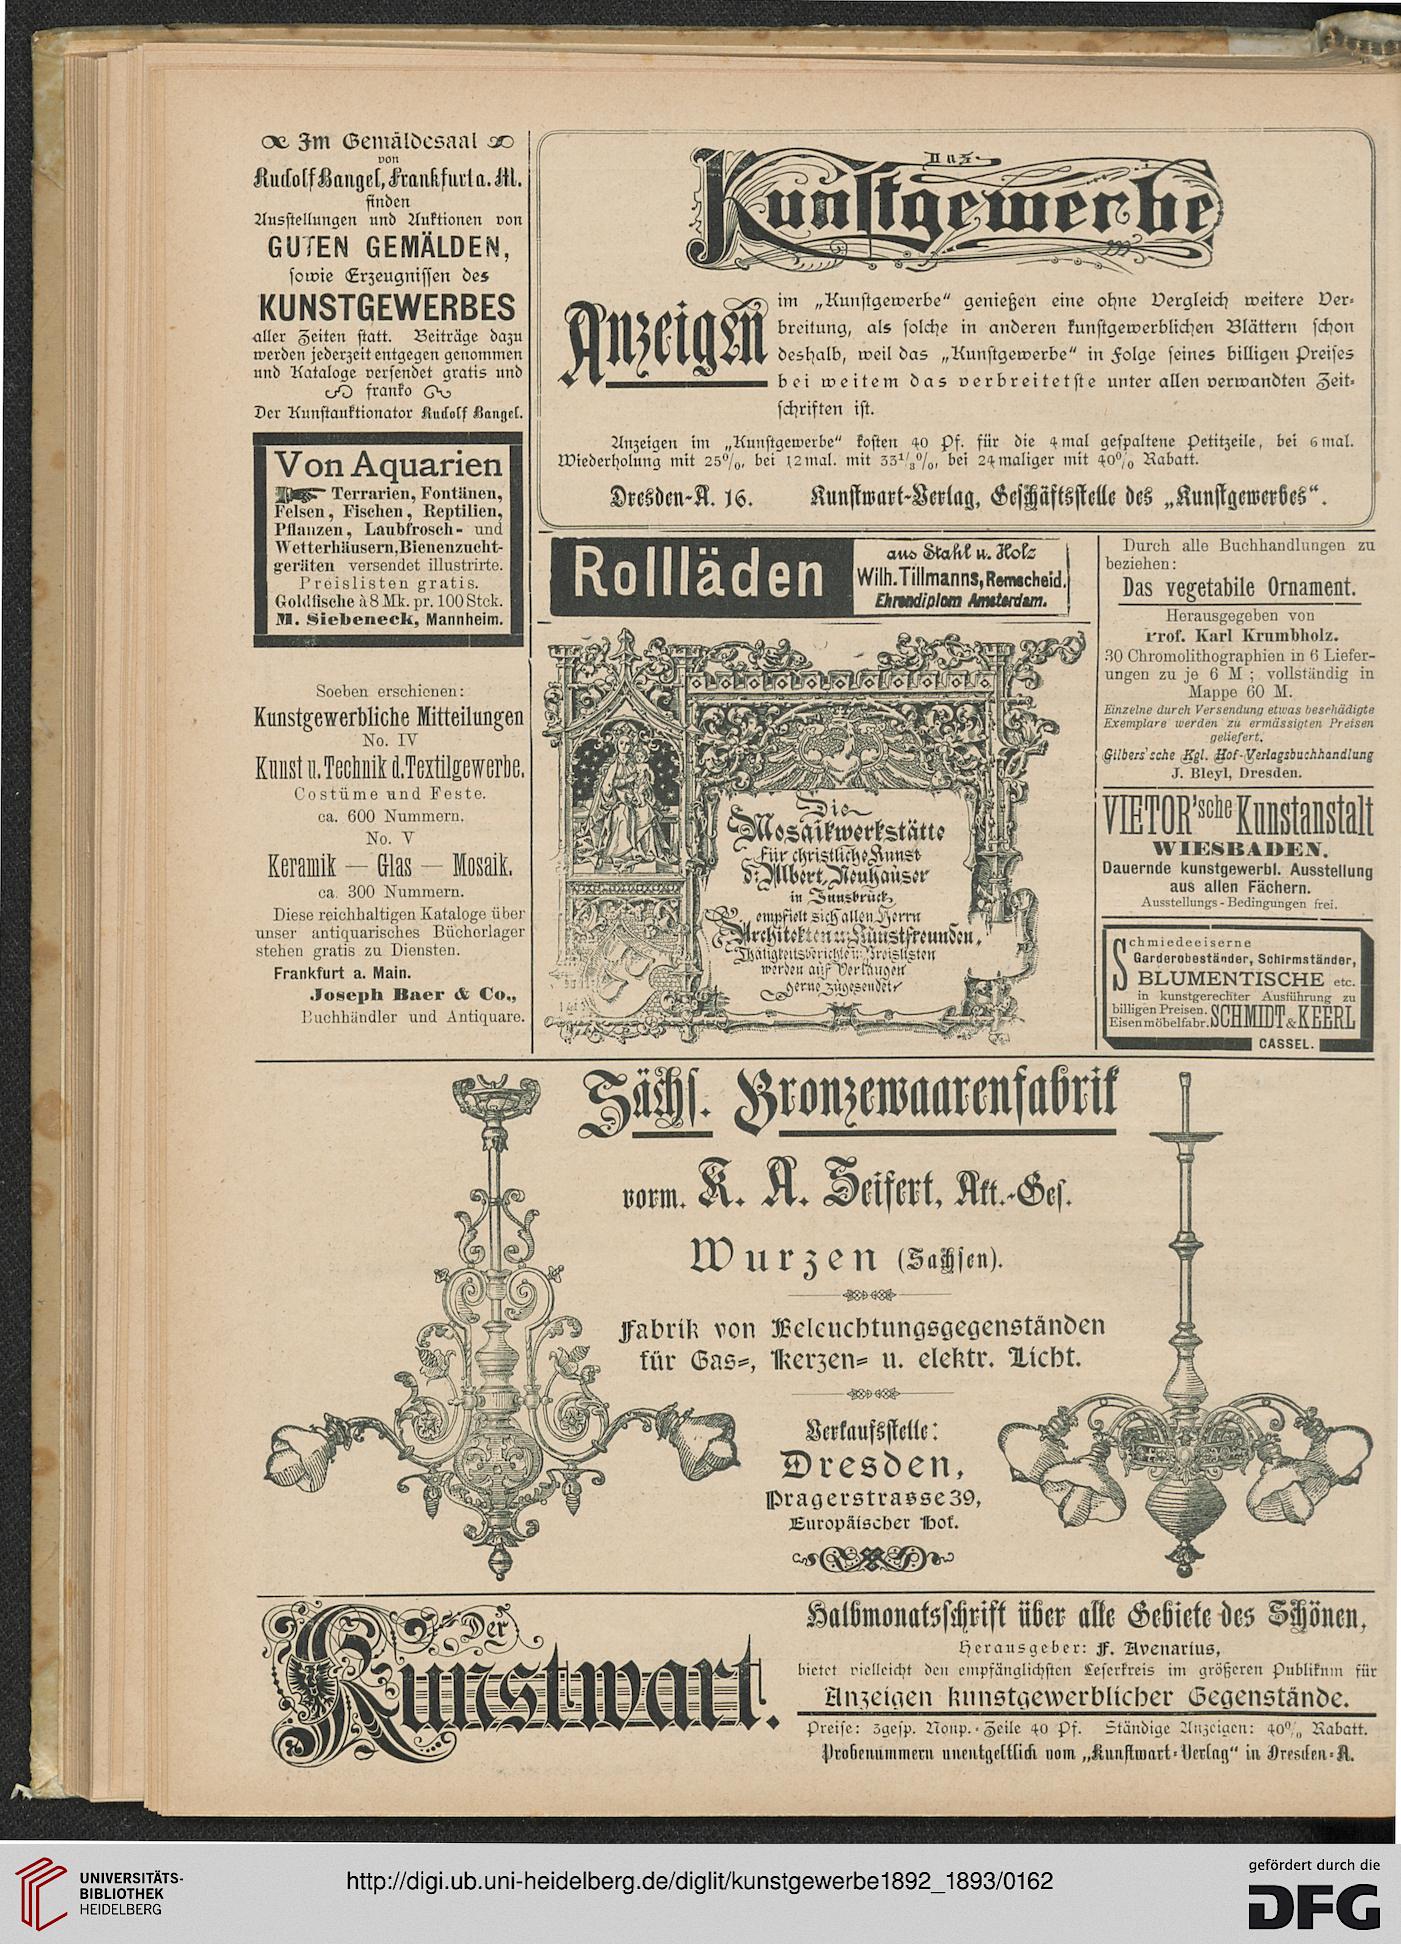 Im Gemäldesaal
von
Rudolf Bangel, Frankfurt a. M.
finden
Ausstellungen und Auktionen von
GUTEN GEMÄLDEN,
sowie Erzeugnissen des
KUNSTGEWERBES
aller Zeiten statt. Beiträge dazu
werden jederzeit entgegen genommen
und Kataloge versendet gratis und
franko
Der Kunstauktionator Rudolf Bangel.
Von Aquarien
Terrarien, Fontänen,
Felsen, Fischen, Reptilien,
Pflanzen, Laubfrosch- und
Wetterhäusern, Bienenzucht-
geräten versendet illustrirte.
Preislisten gratis.
Goldfische à 8 Mk. pr. 100 Stck.
M. Siebeneck, Mannheim.
Soeben erschienen:
Kunstgewerbliche Mitteilungen
No. IV
Kunst u. Technik d. Textilgewerbe.
Costüme und Feste.
ca. 600 Nummern.
No. V
Keramik — Glas — Mosaik.
ca. 300 Nummern.
Diese reichhaltigen Kataloge über
unser antiquarisches Bücherlager
stehen gratis zu Diensten.
Frankfurt a. Main.
Joseph Baer & Co.,
Buchhändler und Antiquare.
Das
Kunstgewerbe
Anzeigen
im „Kunstgewerbe“ genießen eine ohne Vergleich weitere Ver-
breitung, als solche in anderen kunstgewerblichen Blättern schon
deshalb, weil das „Kunstgewerbe“ in Folge seines billigen Preises
bei weitem das verbreitetste unter allen verwandten Zeit-
schriften ist.
Anzeigen im „Kunstgewerbe“ kosten 40 Pf. für die 4 mal gespaltene Petitzeile, bei 6 mal.
Wiederholung mit 25%, bei 12 mal. mit 33⅓%, bei 24 maliger mit 40% Rabatt.
Dresden-A. 16. Kunstwart-Verlag, Geschäftsstelle des „Kunstgewerbes“.
Rollläden
aus Stahl u. Holz
Wilh. Tillmanns, Remscheid.
Ehrendiplom Amsterdam.
Die
Mosaikwerkstätte
für christliche Kunst
d: Albert Neuhauser
in Innsbruck,
empfielt sich allen Herrn
Architekten u: Kunstfreunden,
Thätigkeitsberichte u: Preislisten
werden auf Verlangen
gerne zugesendet.
Durch alle Buchhandlungen zu
beziehen:
Das vegetabile Ornament.
Herausgegeben von
Prof. Karl Krumbholz.
30 Chromolithographien in 6 Liefer-
ungen zu je 6 M; vollständig in
Mappe 60 M.
Einzelne durch Versendung etwas beschädigte
Exemplare werden zu ermässigten Preisen
geliefert.
Gilbers'sche Kgl. Hof-Verlagsbuchhandlung
J. Bleyl, Dresden.
VIETOR'sche Kunstanstalt
WIESBADEN.
Dauernde kunstgewerbl. Ausstellung
aus allen Fächern.
Ausstellungs-Bedingungen frei.
Schmiedeeiserne
Garderobeständer, Schirmständer,
BLUMENTISCHE etc.
in kunstgerechter Ausführung zu
billigen Preisen.
Eisenmöbelfabr. SCHMIDT & KEERL
CASSEL.
Sächs. Bronzewaarenfabrik
vorm. K. A. Seifert, Akt.-Ges.
Wurzen (Sachsen).
Fabrik von Beleuchtungsgegenständen
für Gas-, Kerzen- u. elektr. Licht.
Verkaufsstelle:
Dresden,
Pragerstrasse 39,
Europäischer Hof.
Der
Kunstwart.
Halbmonatsschrift über alle Gebiete des Schönen,
Herausgeber: F. Avenarius,
bietet vielleicht den empfänglichsten Leserkreis im größeren Publikum für
Anzeigen kunstgewerblicher Gegenstände.
Preise: 3gesp. Nonp.-Zeile 40 Pf. Ständige Anzeigen: 40% Rabatt.
Probenummern unentgeltlich vom „Kunstwart-Verlag“ in Dresden-A.
UNIVERSITÄTS-
BIBLIOTHEK
HEIDELBERG
http://digi.ub.uni-heidelberg.de/diglit/kunstgewerbe1892_1893/0162
gefördert durch die
DFG